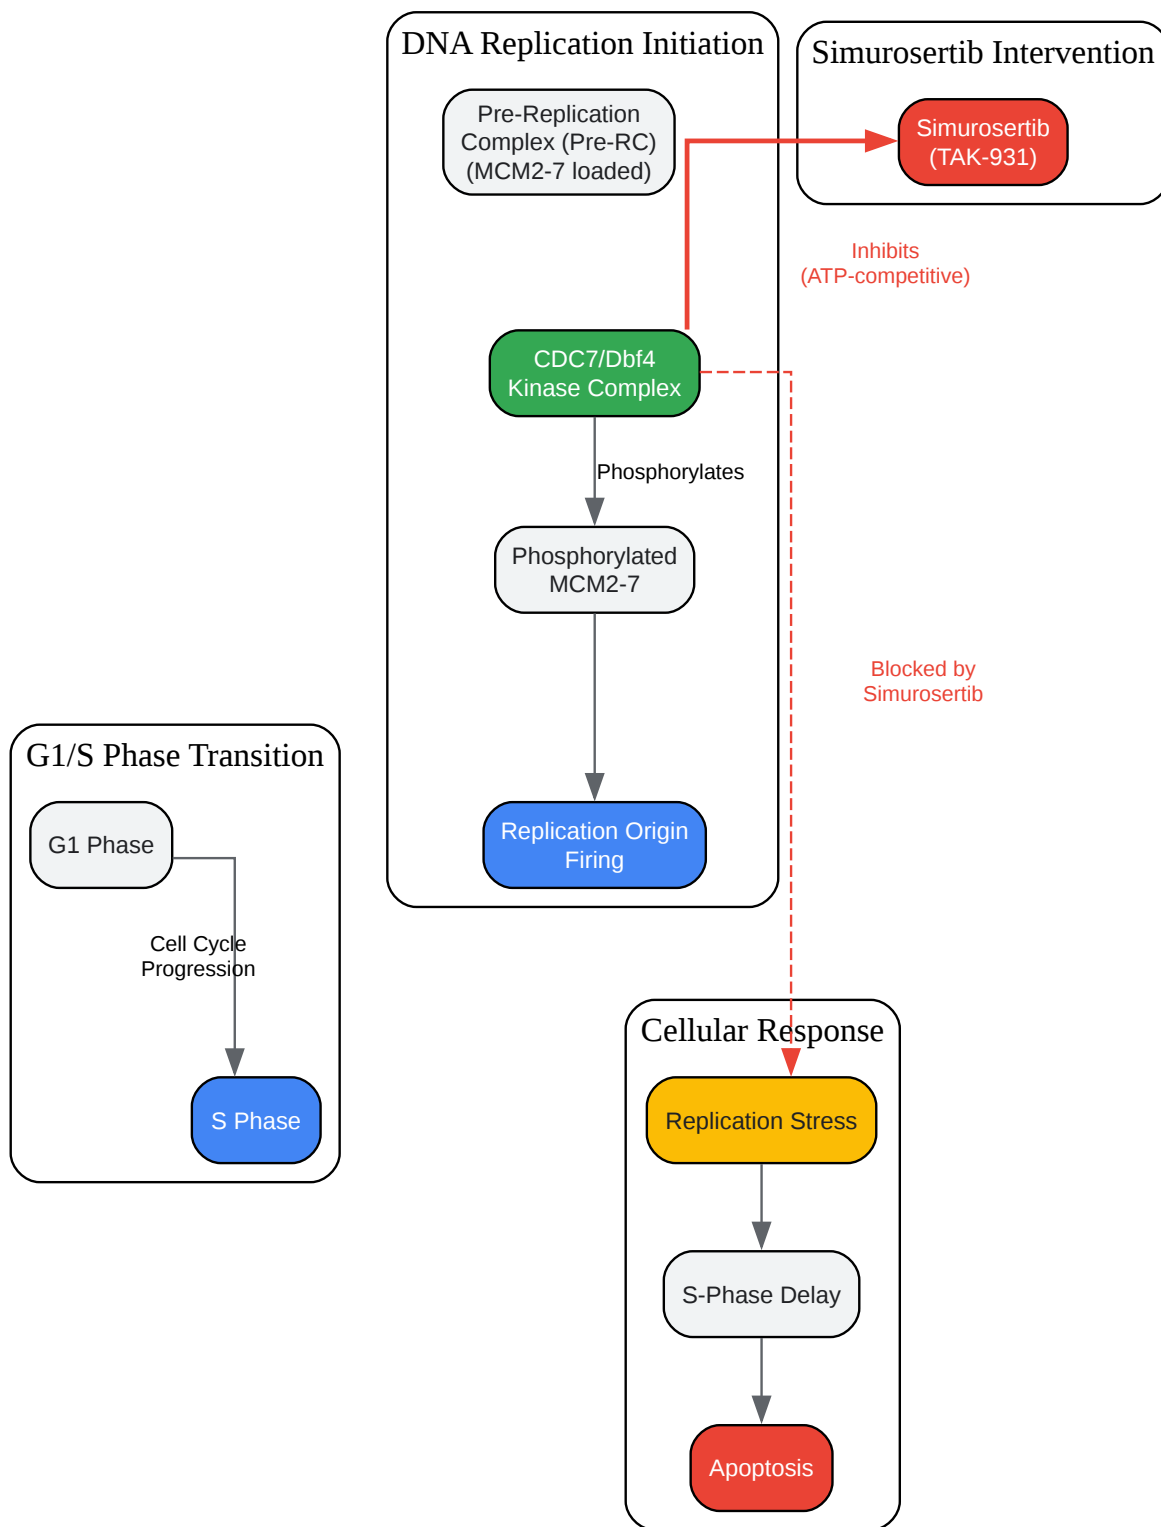 DNA Replication Initiation
Pre-Replication
Complex (Pre-RC)
(MCM2-7 loaded)
CDC7/Dbf4
Kinase Complex
Phosphorylates
Phosphorylated
MCM2-7
Replication Origin
Firing
Simurosertib Intervention
Simurosertib
(TAK-931)
Inhibits
(ATP-competitive)
Blocked by
Simurosertib
G1/S Phase Transition
G1 Phase
Cell Cycle
Progression
S Phase
Cellular Response
Replication Stress
S-Phase Delay
Apoptosis